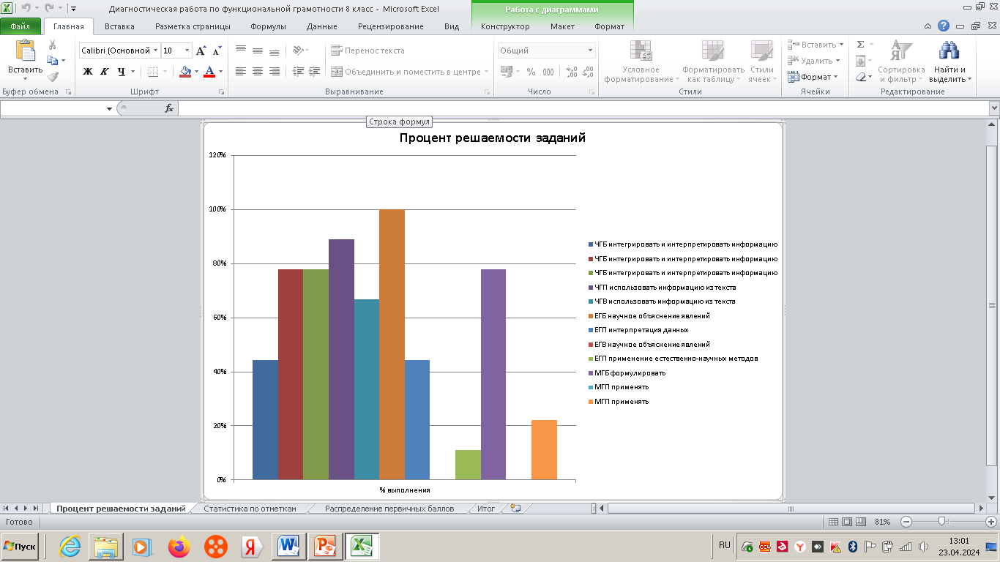 Диагностическая работа по функциональной грамотности 8 класс - Microsoft Excel
Работа с диаграммами
Файл Главная Вставка Разметка страницы Формулы Данные Рецензирование Вид Конструктор Макет Формат
Calibri (Основной 10
Перенос текста
Общий
Вставить
Ж К Ч
Объединить и поместить в центре
% 000
Условное форматирование
Форматировать как таблицу
Стили ячеек
Вставить
Удалить
Формат
Сортировка и фильтр
Найти и выделить
Буфер обмена Шрифт Выравнивание Число Стили Ячейки Редактирование
fx
Строка формул
Процент решаемости заданий
120%
100%
80%
60%
40%
20%
0%
% выполнения
ЧГБ интегрировать и интерпретировать информацию
ЧГБ интегрировать и интерпретировать информацию
ЧГБ интегрировать и интерпретировать информацию
ЧГП использовать информацию из текста
ЧГВ использовать информацию из текста
ЕГБ научное объяснение явлений
ЕГП интерпретация данных
ЕГВ научное объяснение явлений
ЕГП применение естественно-научных методов
МГБ формулировать
МГП применять
МГП применять
Процент решаемости заданий Статистика по отметкам Распределение первичных баллов Итог
Готово 81%
Пуск RU 13:01
23.04.2024